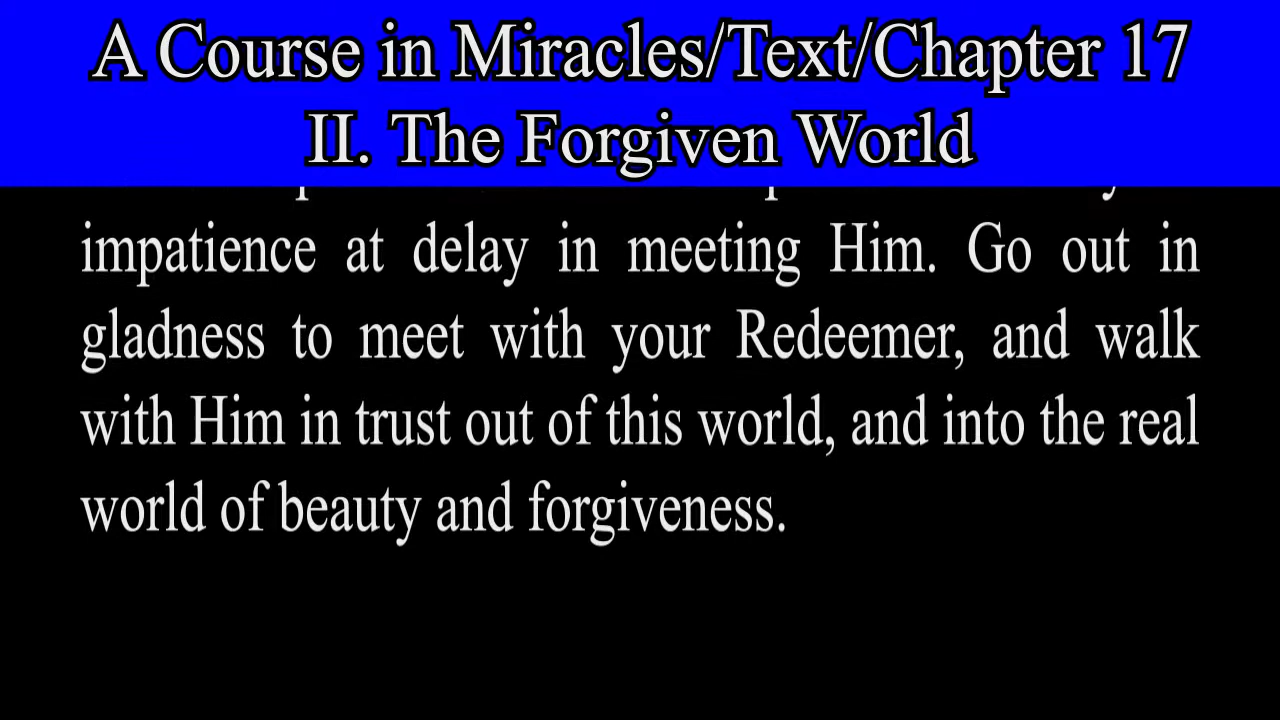 A Course in Miracles/Text/Chapter 17
II. The Forgiven World
impatience at delay in meeting Him. Go out in
gladness to meet with your Redeemer, and walk
with Him in trust out of this world, and into the real
world of beauty and forgiveness.